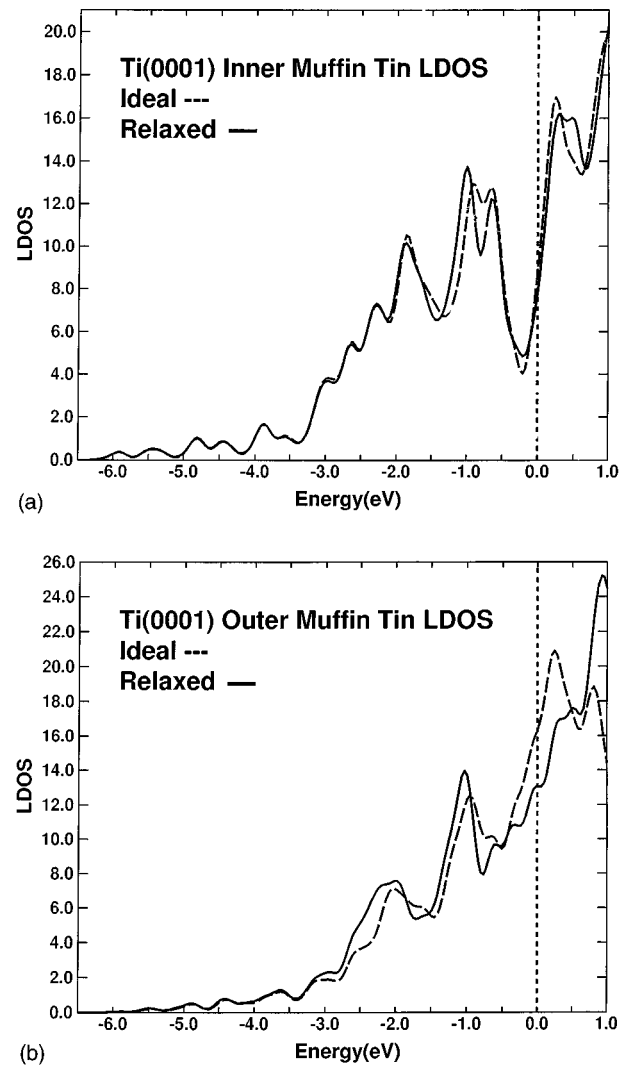 20.0
18.0
16.0
14.0
12.0
10.0
8.0
6.0
4.0
2.0
0.0
LDOS
Ti(0001) Inner Muffin Tin LDOS
Ideal ---
Relaxed —
-6.0 -5.0 -4.0 -3.0 -2.0 -1.0 0.0 1.0
Energy(eV)
(a)
26.0
24.0
22.0
20.0
18.0
16.0
14.0
12.0
10.0
8.0
6.0
4.0
2.0
0.0
LDOS
Ti(0001) Outer Muffin Tin LDOS
Ideal ---
Relaxed —
-6.0 -5.0 -4.0 -3.0 -2.0 -1.0 0.0 1.0
Energy(eV)
(b)